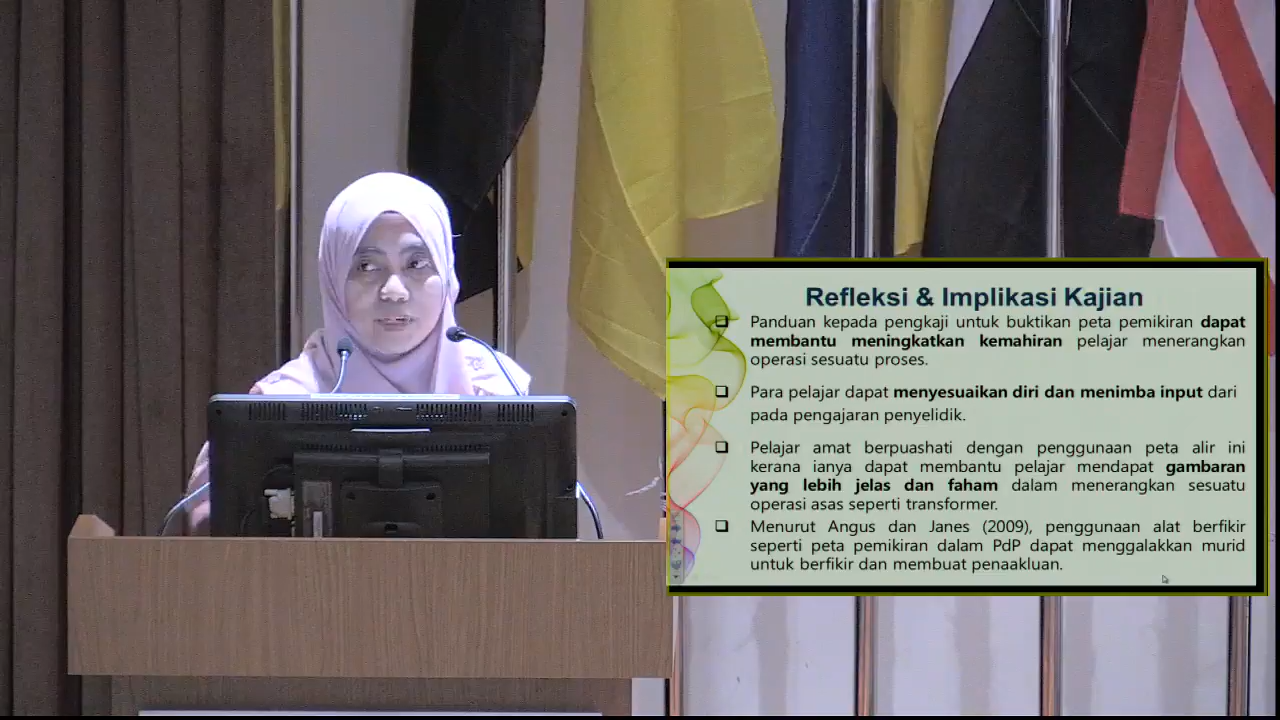 Refleksi & Implikasi Kajian
Panduan kepada pengkaji untuk buktikan peta pemikiran dapat
membantu meningkatkan kemahiran pelajar menerangkan
operasi sesuatu proses.
Para pelajar dapat menyesuaikan diri dan menimba input dari
pada pengajaran penyelidik.
Pelajar amat berpuashati dengan penggunaan peta alir ini
kerana ianya dapat membantu pelajar mendapat gambaran
yang lebih jelas dan faham dalam menerangkan sesuatu
operasi asas seperti transformer.
Menurut Angus dan Janes (2009), penggunaan alat berfikir
seperti peta pemikiran dalam PdP dapat menggalakkan murid
untuk berfikir dan membuat penaakulan.